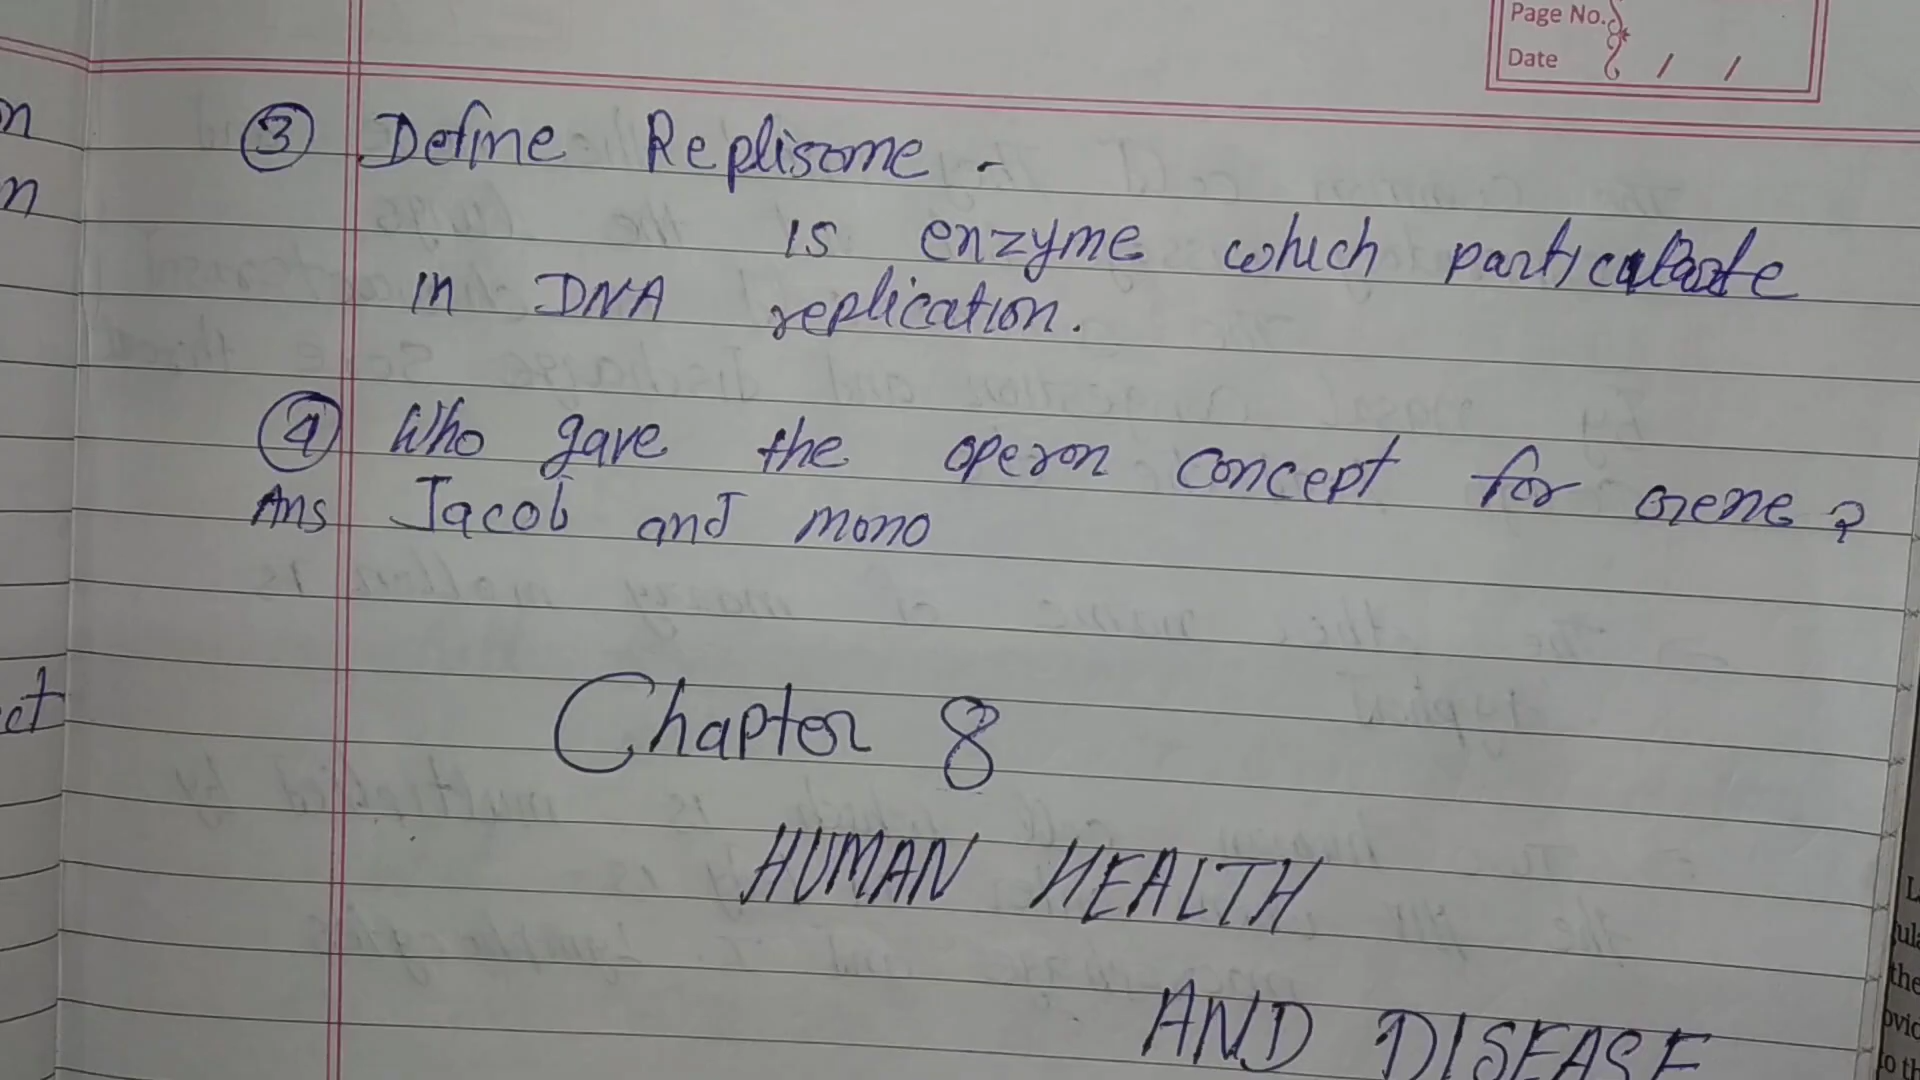 Page No.
Date / /
③ Define Replisome -
is enzyme which
in DNA replication.
④ Who gave the operon concept for Gene ?
Ans Jacob and mono
Chapter 8
HUMAN HEALTH
AND DISEASE